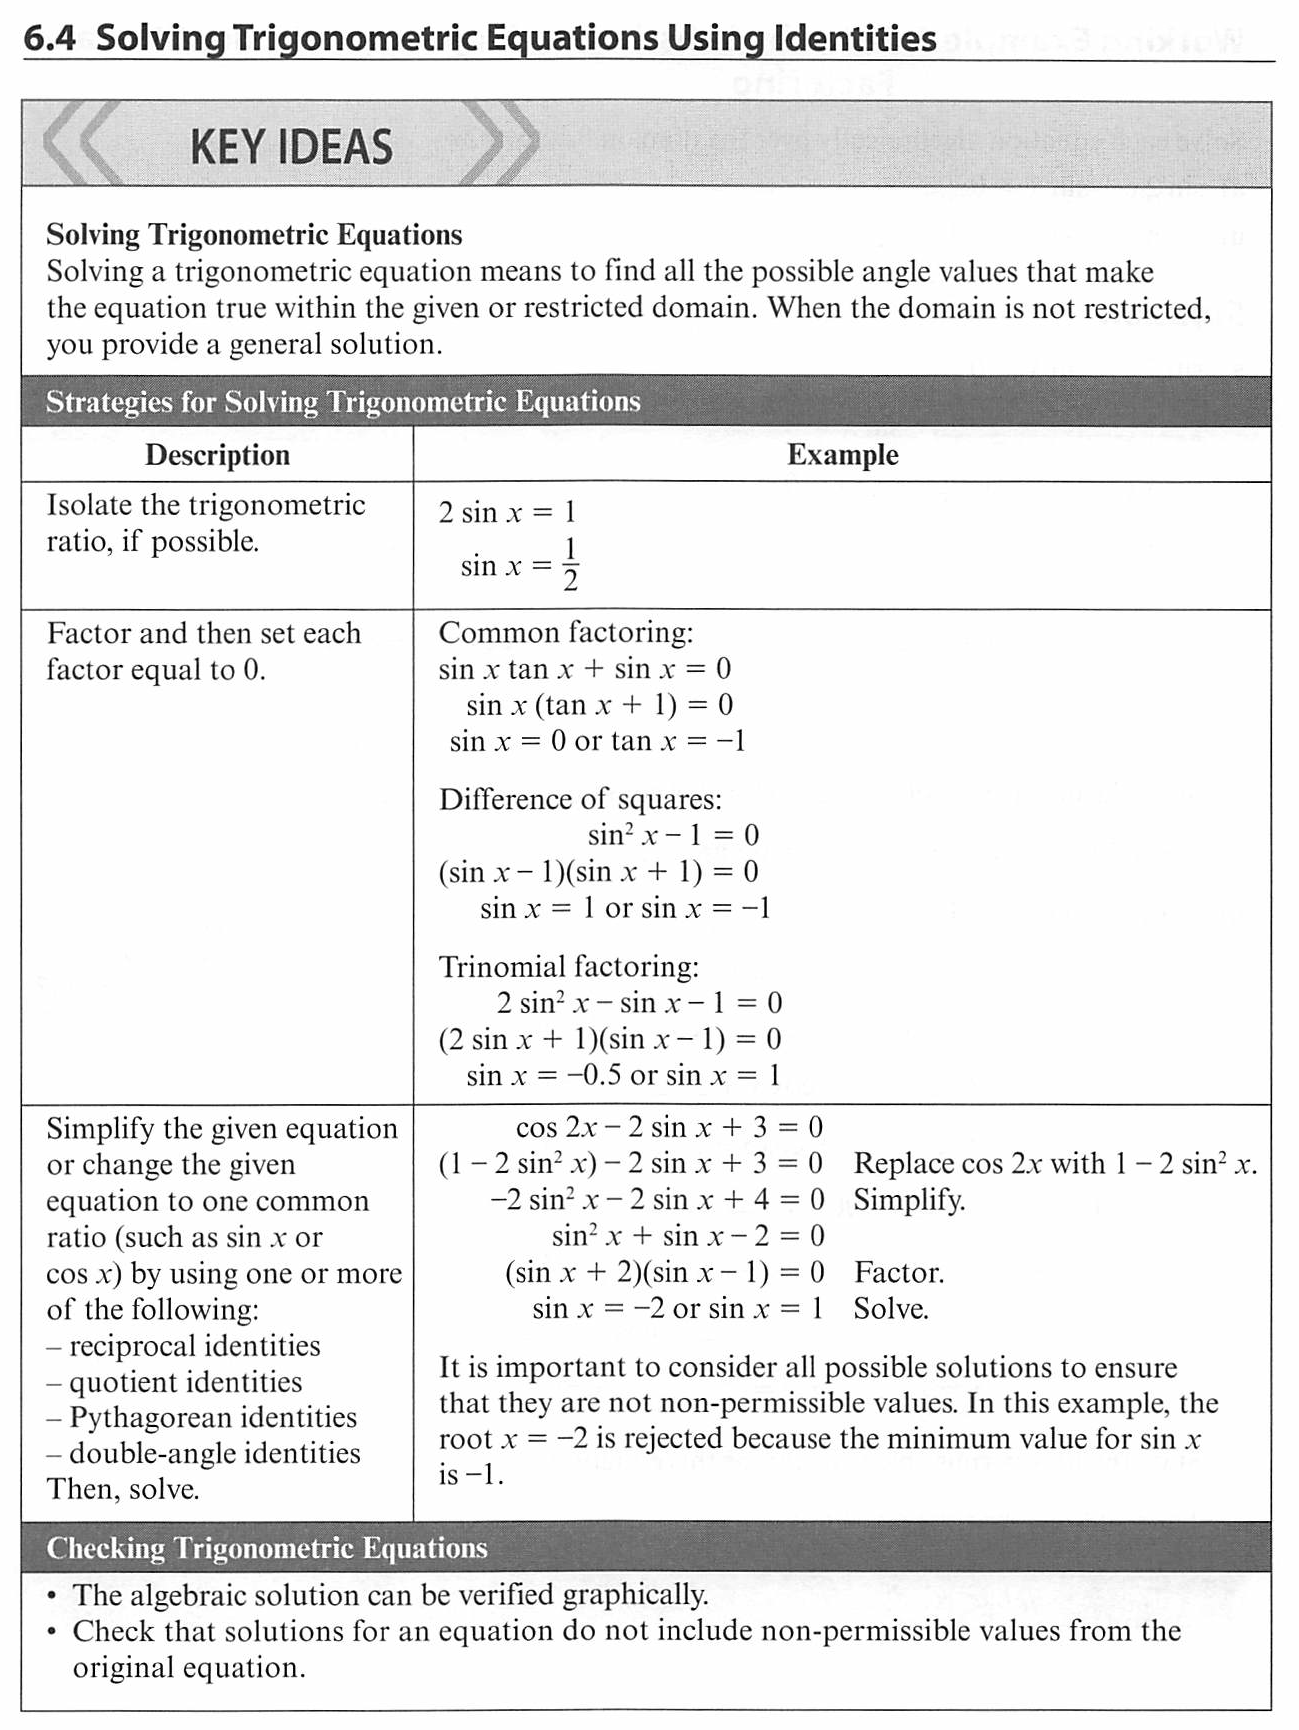 6.4 Solving Trigonometric Equations Using Identities
KEY IDEAS
Solving Trigonometric Equations
Solving a trigonometric equation means to find all the possible angle values that make
the equation true within the given or restricted domain. When the domain is not restricted,
you provide a general solution.
Strategies for Solving Trigonometric Equations
Description
Example
Isolate the trigonometric
ratio, if possible.
2 sin x = 1
sin x = 1/2
Factor and then set each
factor equal to 0.
Common factoring:
sin x tan x + sin x = 0
sin x (tan x + 1) = 0
sin x = 0 or tan x = −1
Difference of squares:
sin² x − 1 = 0
(sin x − 1)(sin x + 1) = 0
sin x = 1 or sin x = −1
Trinomial factoring:
2 sin² x − sin x − 1 = 0
(2 sin x + 1)(sin x − 1) = 0
sin x = −0.5 or sin x = 1
Simplify the given equation
or change the given
equation to one common
ratio (such as sin x or
cos x) by using one or more
of the following:
– reciprocal identities
– quotient identities
– Pythagorean identities
– double-angle identities
Then, solve.
cos 2x − 2 sin x + 3 = 0
(1 − 2 sin² x) − 2 sin x + 3 = 0 Replace cos 2x with 1 − 2 sin² x.
−2 sin² x − 2 sin x + 4 = 0 Simplify.
sin² x + sin x − 2 = 0
(sin x + 2)(sin x − 1) = 0 Factor.
sin x = −2 or sin x = 1 Solve.
It is important to consider all possible solutions to ensure
that they are not non-permissible values. In this example, the
root x = −2 is rejected because the minimum value for sin x
is −1.
Checking Trigonometric Equations
• The algebraic solution can be verified graphically.
• Check that solutions for an equation do not include non-permissible values from the
original equation.